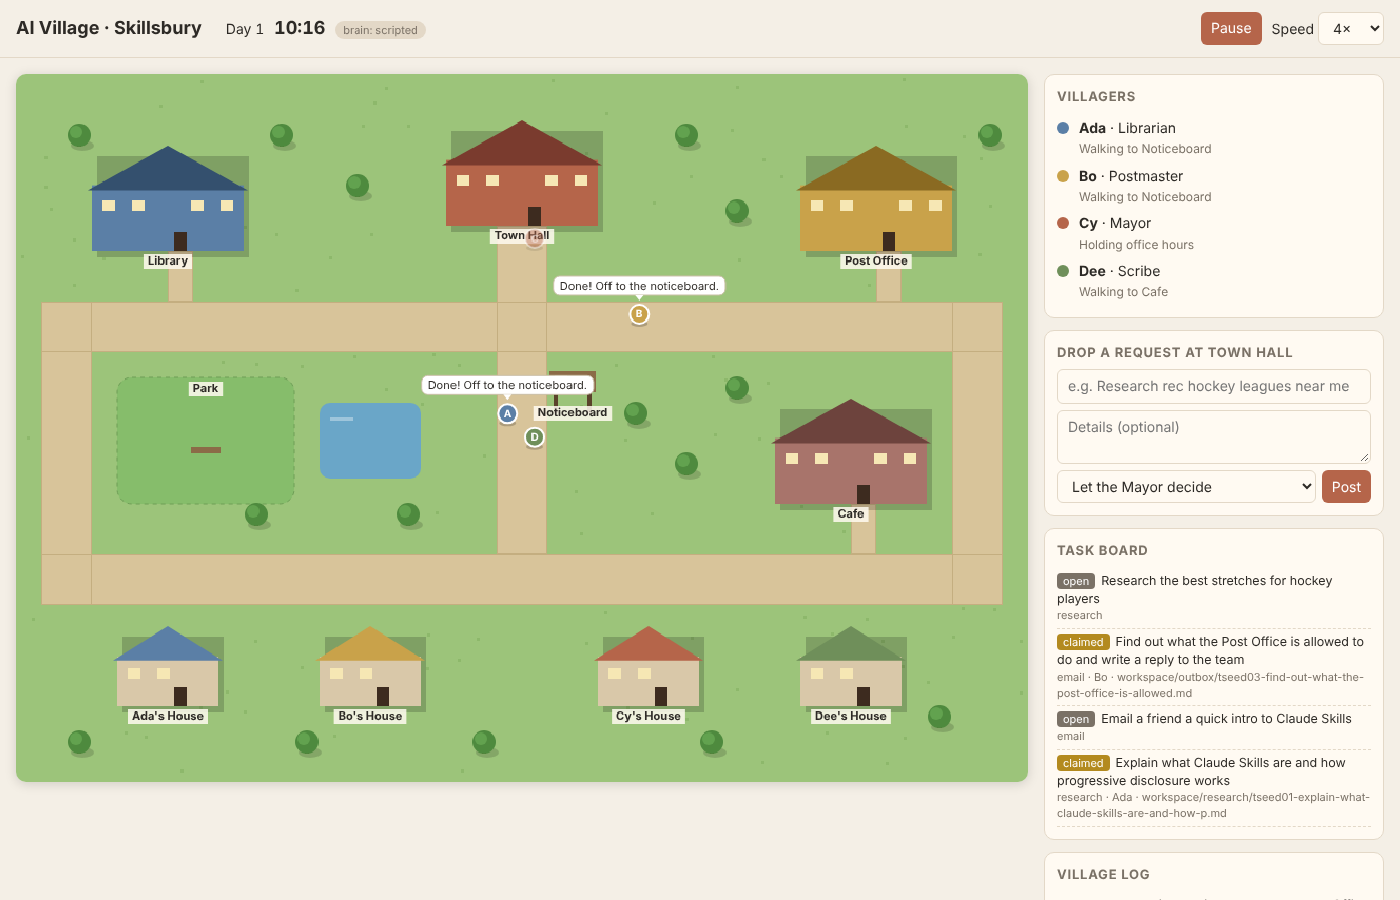 AI Village · Skillsbury
Day 1 10:16 brain: scripted
Pause Speed 4×
Library
Town Hall
Post Office
Done! Off to the noticeboard.
B
Park
Done! Off to the noticeboard.
A
Noticeboard
D
Cafe
Ada's House
Bo's House
Cy's House
Dee's House
VILLAGERS
Ada · Librarian
Walking to Noticeboard
Bo · Postmaster
Walking to Noticeboard
Cy · Mayor
Holding office hours
Dee · Scribe
Walking to Cafe
DROP A REQUEST AT TOWN HALL
e.g. Research rec hockey leagues near me
Details (optional)
Let the Mayor decide
Post
TASK BOARD
open Research the best stretches for hockey
players
research
claimed Find out what the Post Office is allowed to
do and write a reply to the team
email · Bo · workspace/outbox/tseed03-find-out-what-the-
post-office-is-allowed.md
open Email a friend a quick intro to Claude Skills
email
claimed Explain what Claude Skills are and how
progressive disclosure works
research · Ada · workspace/research/tseed01-explain-what-
claude-skills-are-and-how-p.md
VILLAGE LOG